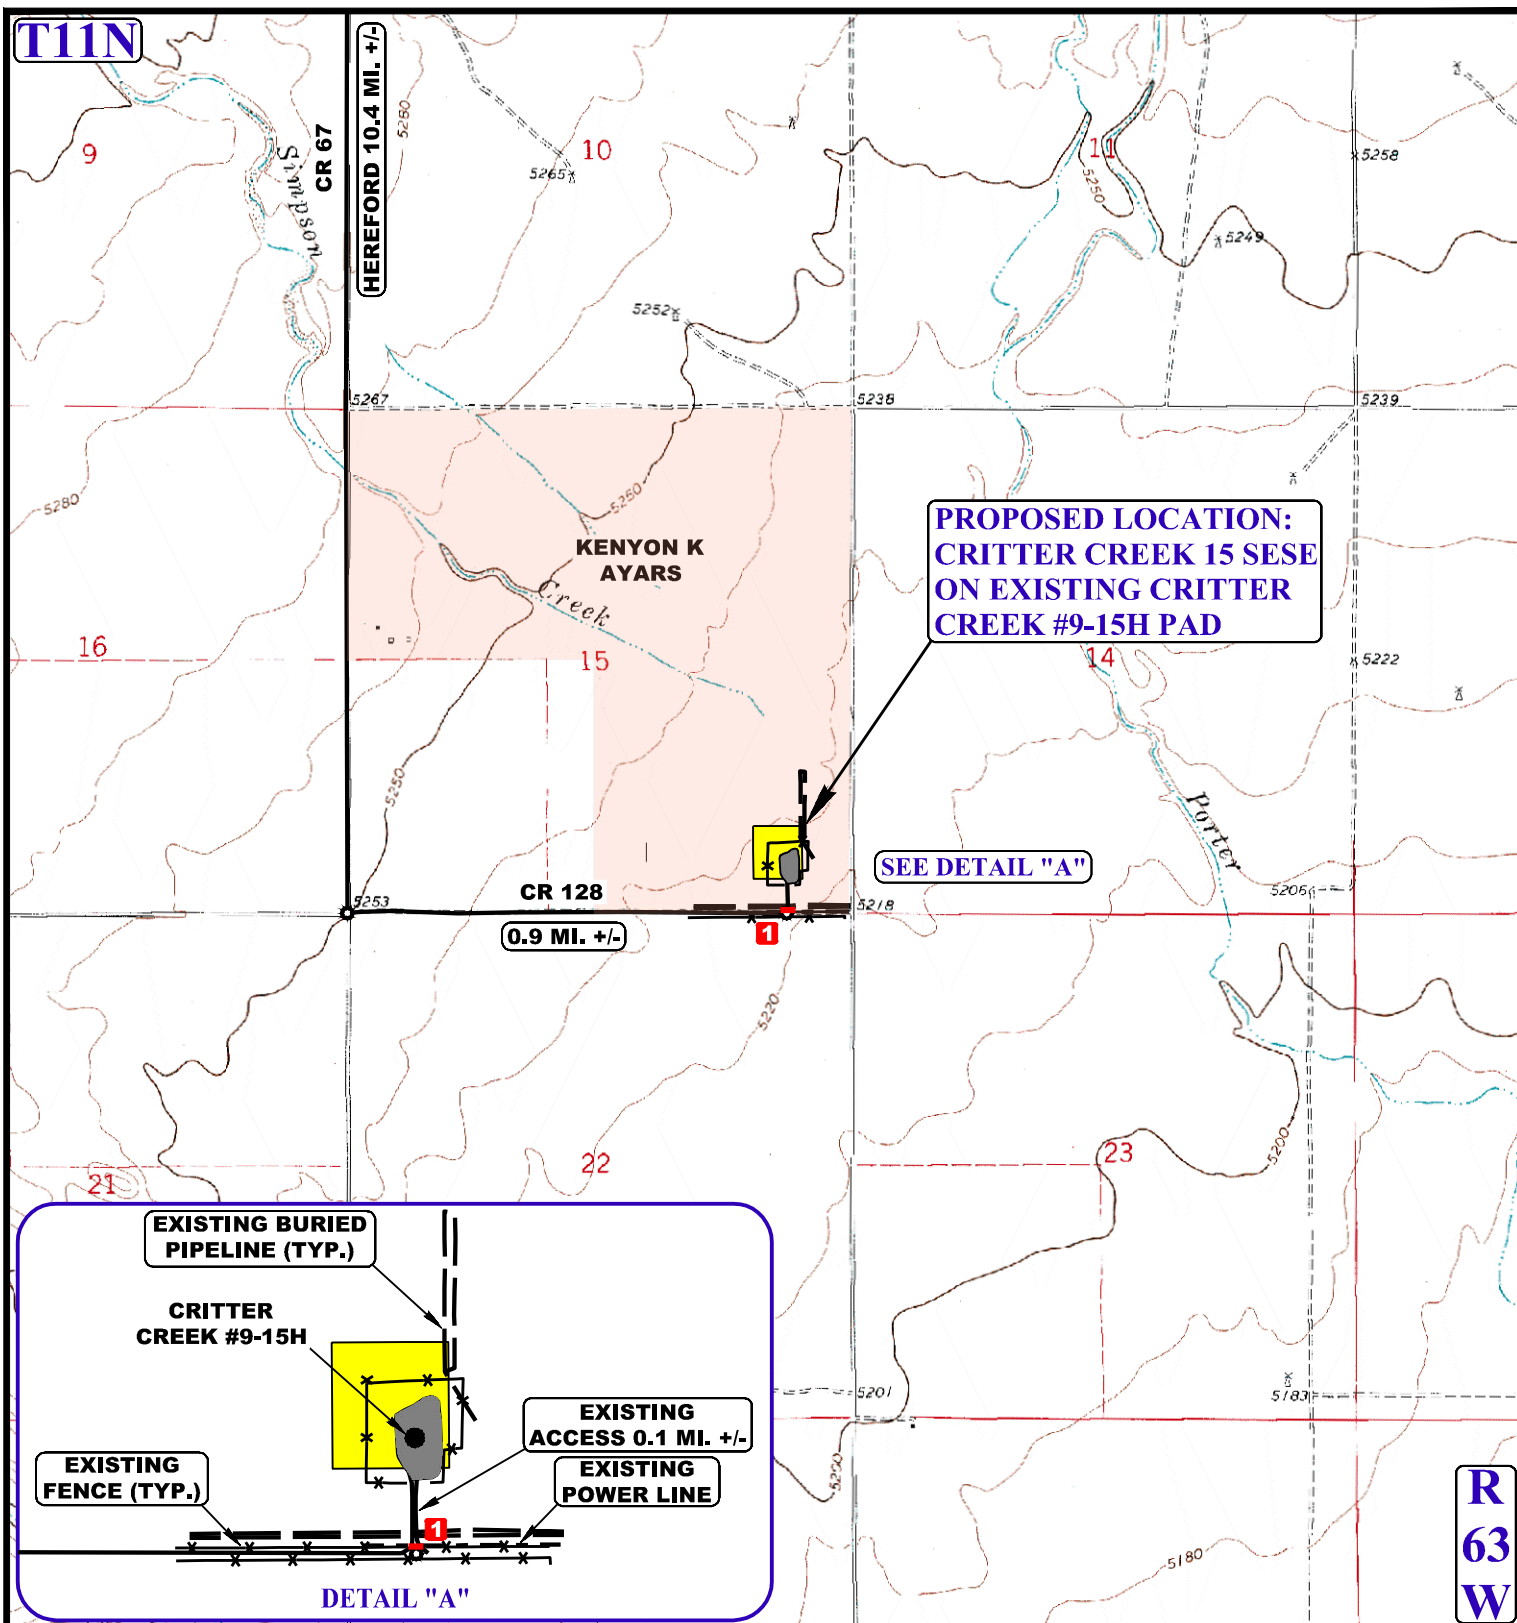 T11N
CR 67
HEREFORD 10.4 MI. +/-
5280
9
10
11
Simpson
5265
5250
5258
5249
5252
5267
5238
5239
5280
5250
KENYON K
AYARS
Creek
PROPOSED LOCATION:
CRITTER CREEK 15 SESE
ON EXISTING CRITTER
CREEK #9-15H PAD
16
15
14
5222
5250
Porter
SEE DETAIL "A"
CR 128
5253
5218
5206
0.9 MI. +/-
1
5220
5200
21
22
23
EXISTING BURIED
PIPELINE (TYP.)
CRITTER
CREEK #9-15H
EXISTING
ACCESS 0.1 MI. +/-
EXISTING
FENCE (TYP.)
EXISTING
POWER LINE
1
DETAIL "A"
5201
5183
5200
5180
R
63
W